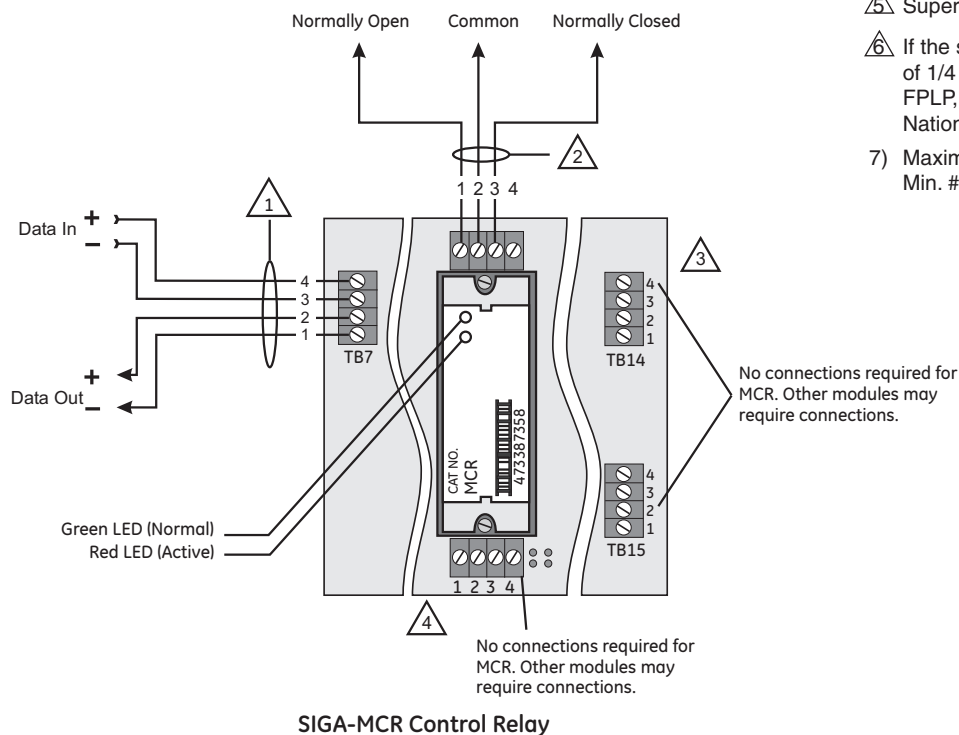 Normally Open Common Normally Closed
5 Super
6 If the s
of 1/4
FPLP,
Nation
7) Maxim
Min. #
2
1 2 3 4
1
Data In + −
4
3
2
1
TB7
Data Out + −
3
4
3
2
1
TB14
No connections required for
MCR. Other modules may
require connections.
CAT NO.
MCR
473387358
4
3
2
1
TB15
Green LED (Normal)
Red LED (Active)
1 2 3 4
4
No connections required for
MCR. Other modules may
require connections.
SIGA-MCR Control Relay